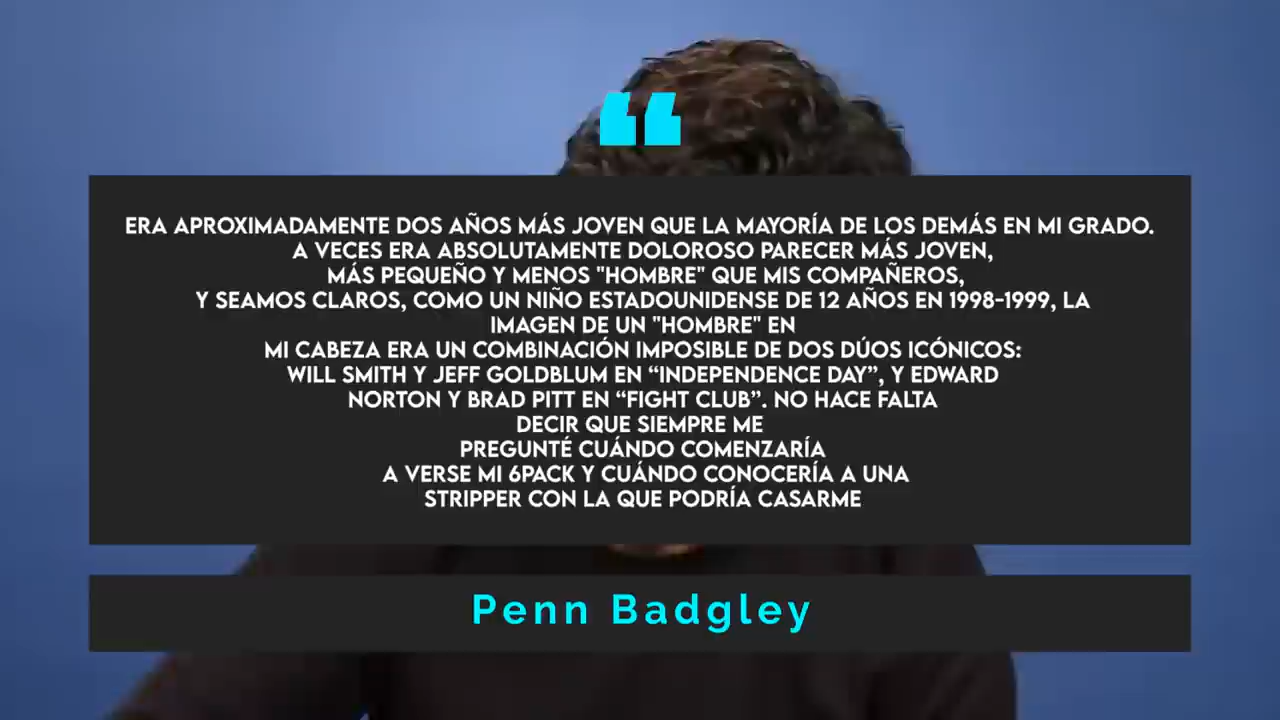 ERA APROXIMADAMENTE DOS AÑOS MÁS JOVEN QUE LA MAYORÍA DE LOS DEMÁS EN MI GRADO.
A VECES ERA ABSOLUTAMENTE DOLOROSO PARECER MÁS JOVEN,
MÁS PEQUEÑO Y MENOS "HOMBRE" QUE MIS COMPAÑEROS,
Y SEAMOS CLAROS, COMO UN NIÑO ESTADOUNIDENSE DE 12 AÑOS EN 1998-1999, LA
IMAGEN DE UN "HOMBRE" EN
MI CABEZA ERA UN COMBINACIÓN IMPOSIBLE DE DOS DÚOS ICÓNICOS:
WILL SMITH Y JEFF GOLDBLUM EN “INDEPENDENCE DAY”, Y EDWARD
NORTON Y BRAD PITT EN “FIGHT CLUB”. NO HACE FALTA
DECIR QUE SIEMPRE ME
PREGUNTÉ CUÁNDO COMENZARÍA
A VERSE MI 6PACK Y CUÁNDO CONOCERÍA A UNA
STRIPPER CON LA QUE PODRÍA CASARME
Penn Badgley